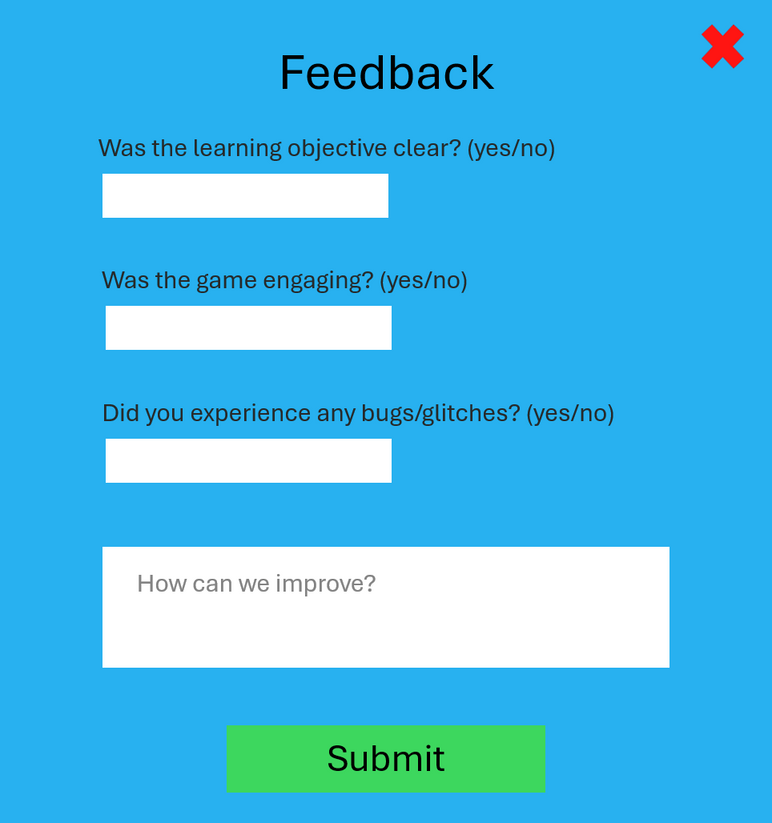 Feedback
Was the learning objective clear? (yes/no)
Was the game engaging? (yes/no)
Did you experience any bugs/glitches? (yes/no)
How can we improve?
Submit